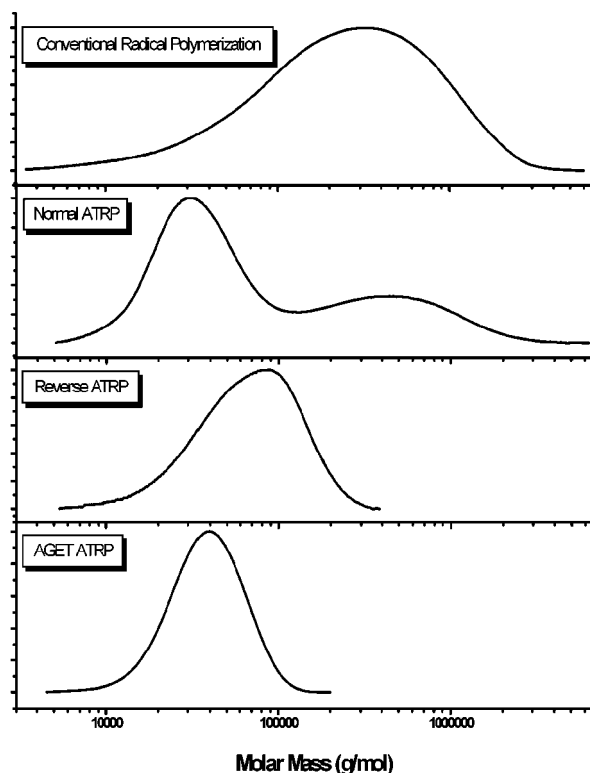 Conventional Radical Polymerization
Normal ATRP
Reverse ATRP
AGET ATRP
10000 100000 1000000
Molar Mass (g/mol)